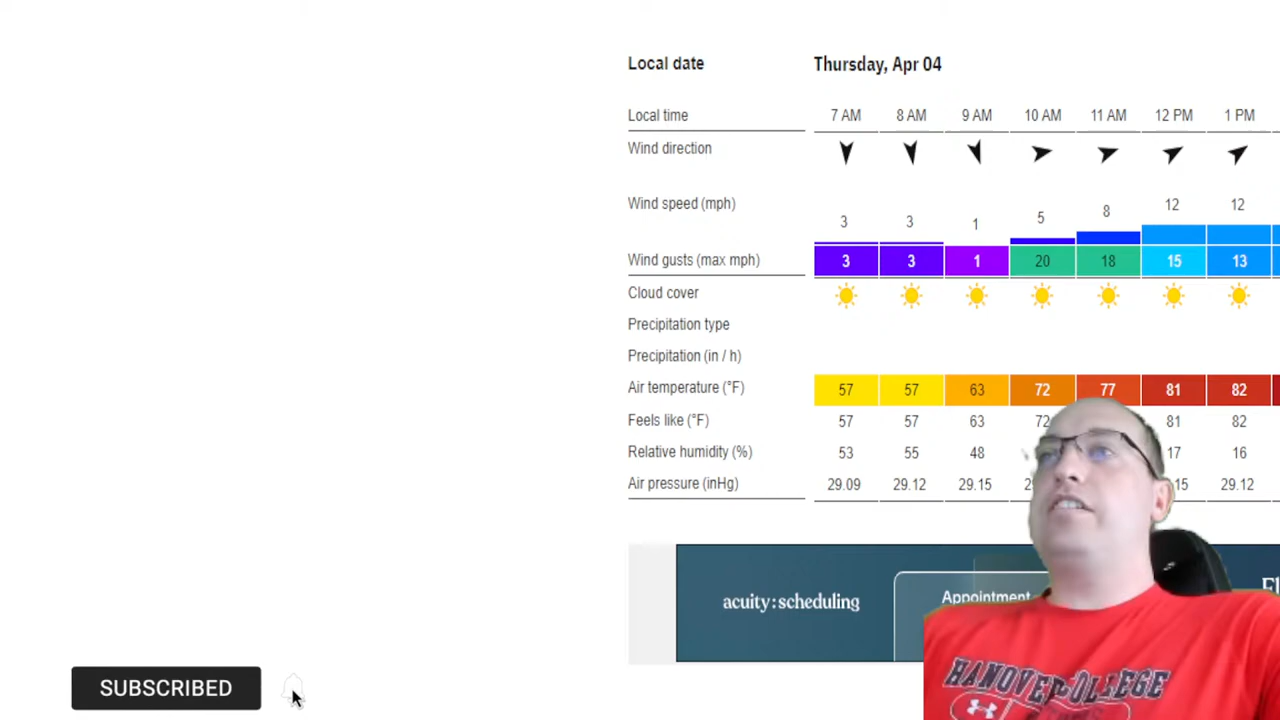 Local date Thursday, Apr 04
Local time 7 AM 8 AM 9 AM 10 AM 11 AM 12 PM 1 PM
Wind direction
Wind speed (mph) 3 3 1 5 8 12 12
Wind gusts (max mph) 3 3 1 20 18 15 13
Cloud cover
Precipitation type
Precipitation (in / h)
Air temperature (°F) 57 57 63 72 77 81 82
Feels like (°F) 57 57 63 72 81 82
Relative humidity (%) 53 55 48 17 16
Air pressure (inHg) 29.09 29.12 29.15 15 29.12
acuity:scheduling Appointment
HANOVER COLLEGE
SUBSCRIBED